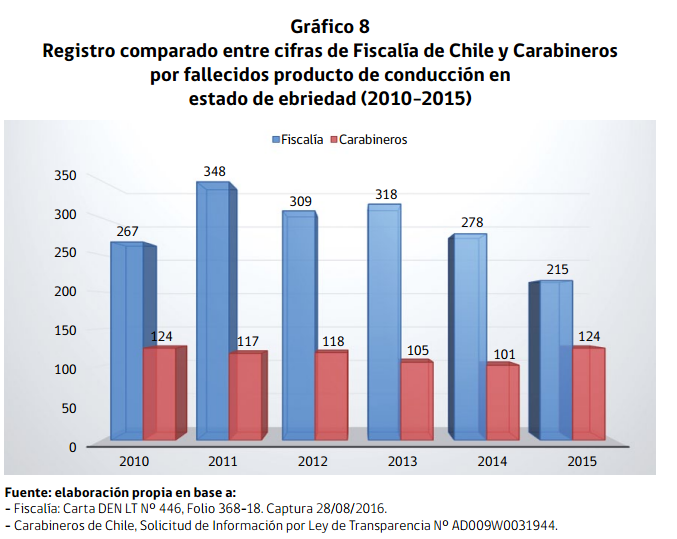 Gráfico 8
Registro comparado entre cifras de Fiscalía de Chile y Carabineros
por fallecidos producto de conducción en
estado de ebriedad (2010-2015)
Fiscalía Carabineros
350
300
250
200
150
100
50
0
267
124
348
117
309
118
318
105
278
101
215
124
2010 2011 2012 2013 2014 2015
Fuente: elaboración propia en base a:
- Fiscalía: Carta DEN LT Nº 446, Folio 368-18. Captura 28/08/2016.
- Carabineros de Chile, Solicitud de Información por Ley de Transparencia Nº AD009W0031944.